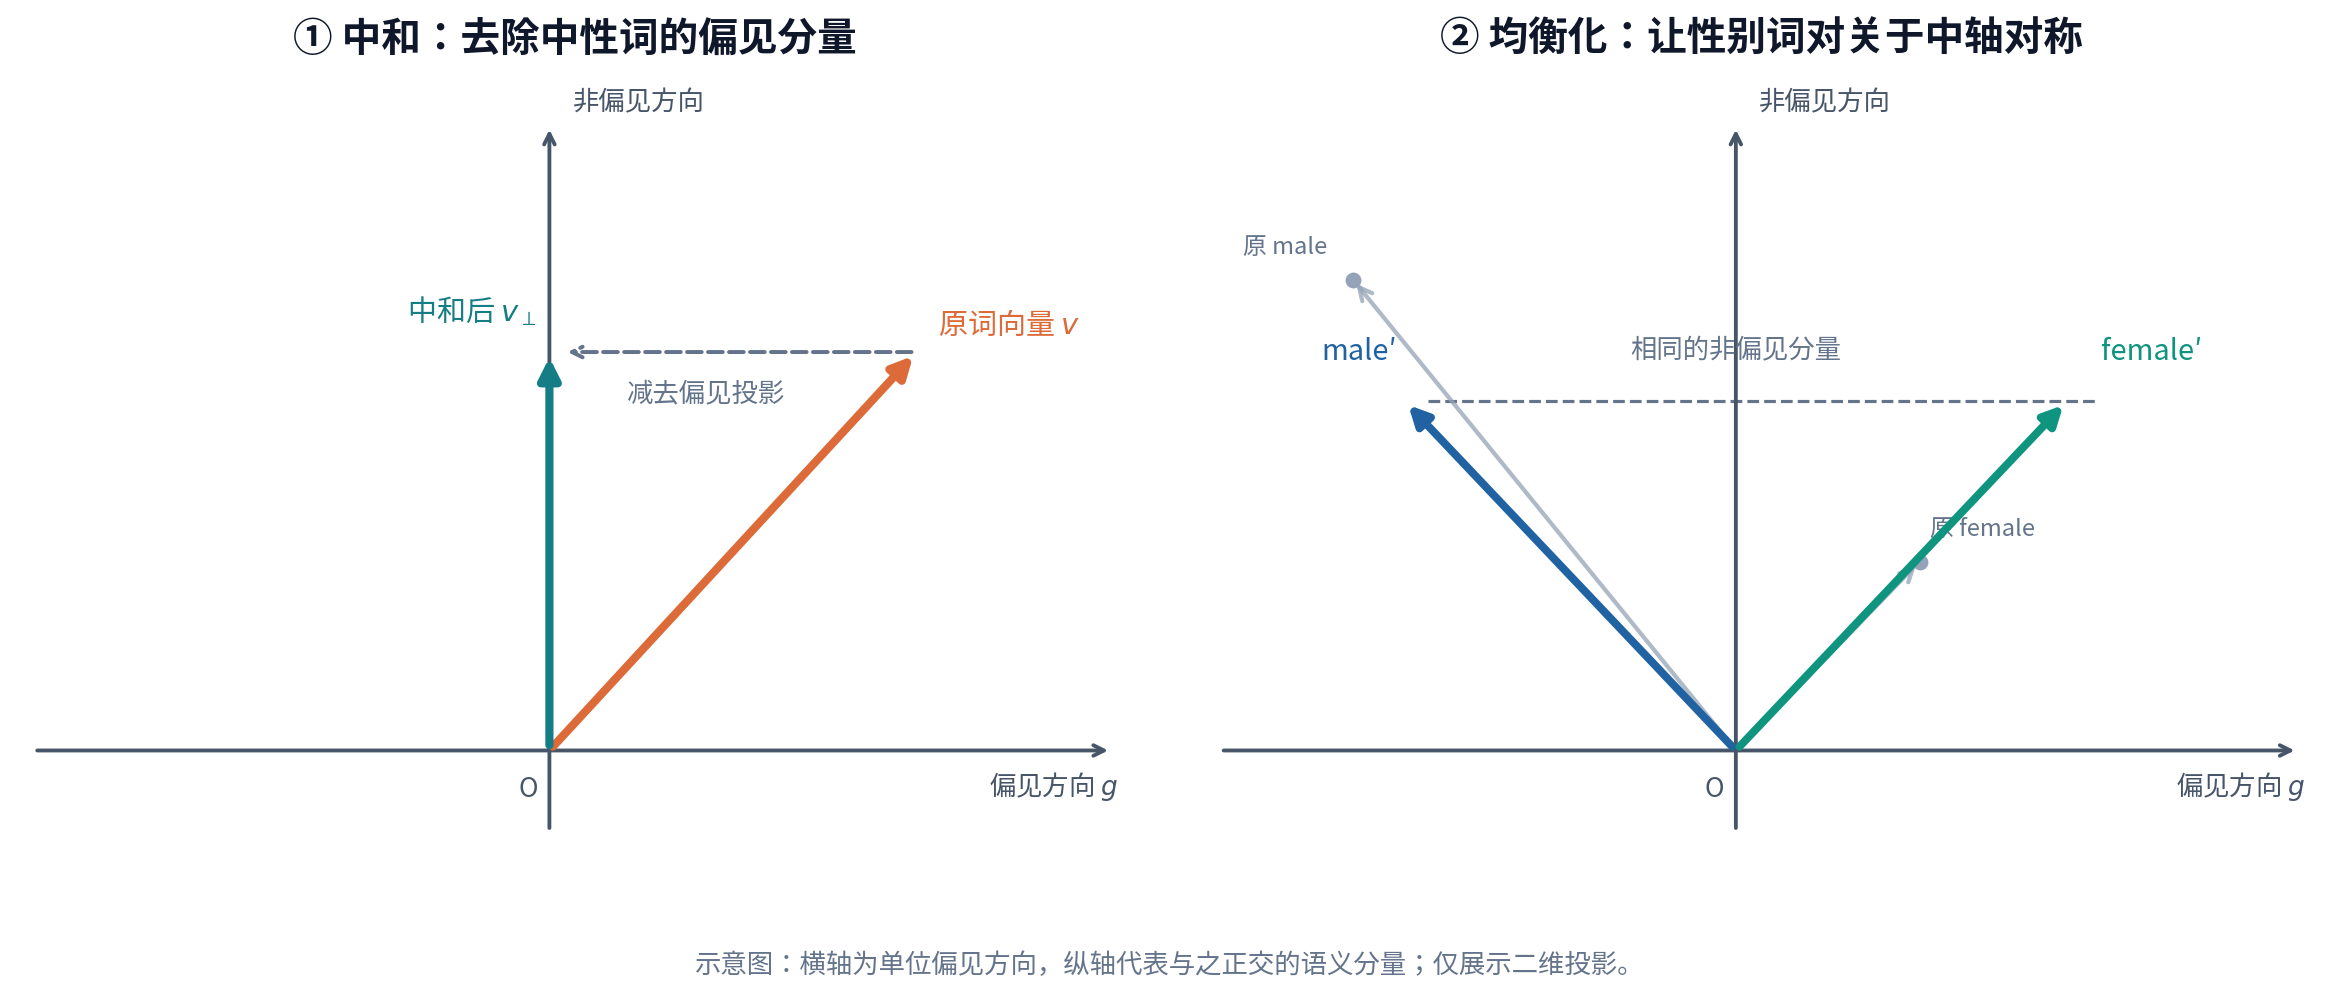 ① 中和：去除中性词的偏见分量
非偏见方向
中和后 v⊥
原词向量 v
减去偏见投影
O
偏见方向 g
② 均衡化：让性别词对关于中轴对称
非偏见方向
原 male
male′
相同的非偏见分量
female′
原 female
O
偏见方向 g
示意图：横轴为单位偏见方向，纵轴代表与之正交的语义分量；仅展示二维投影。